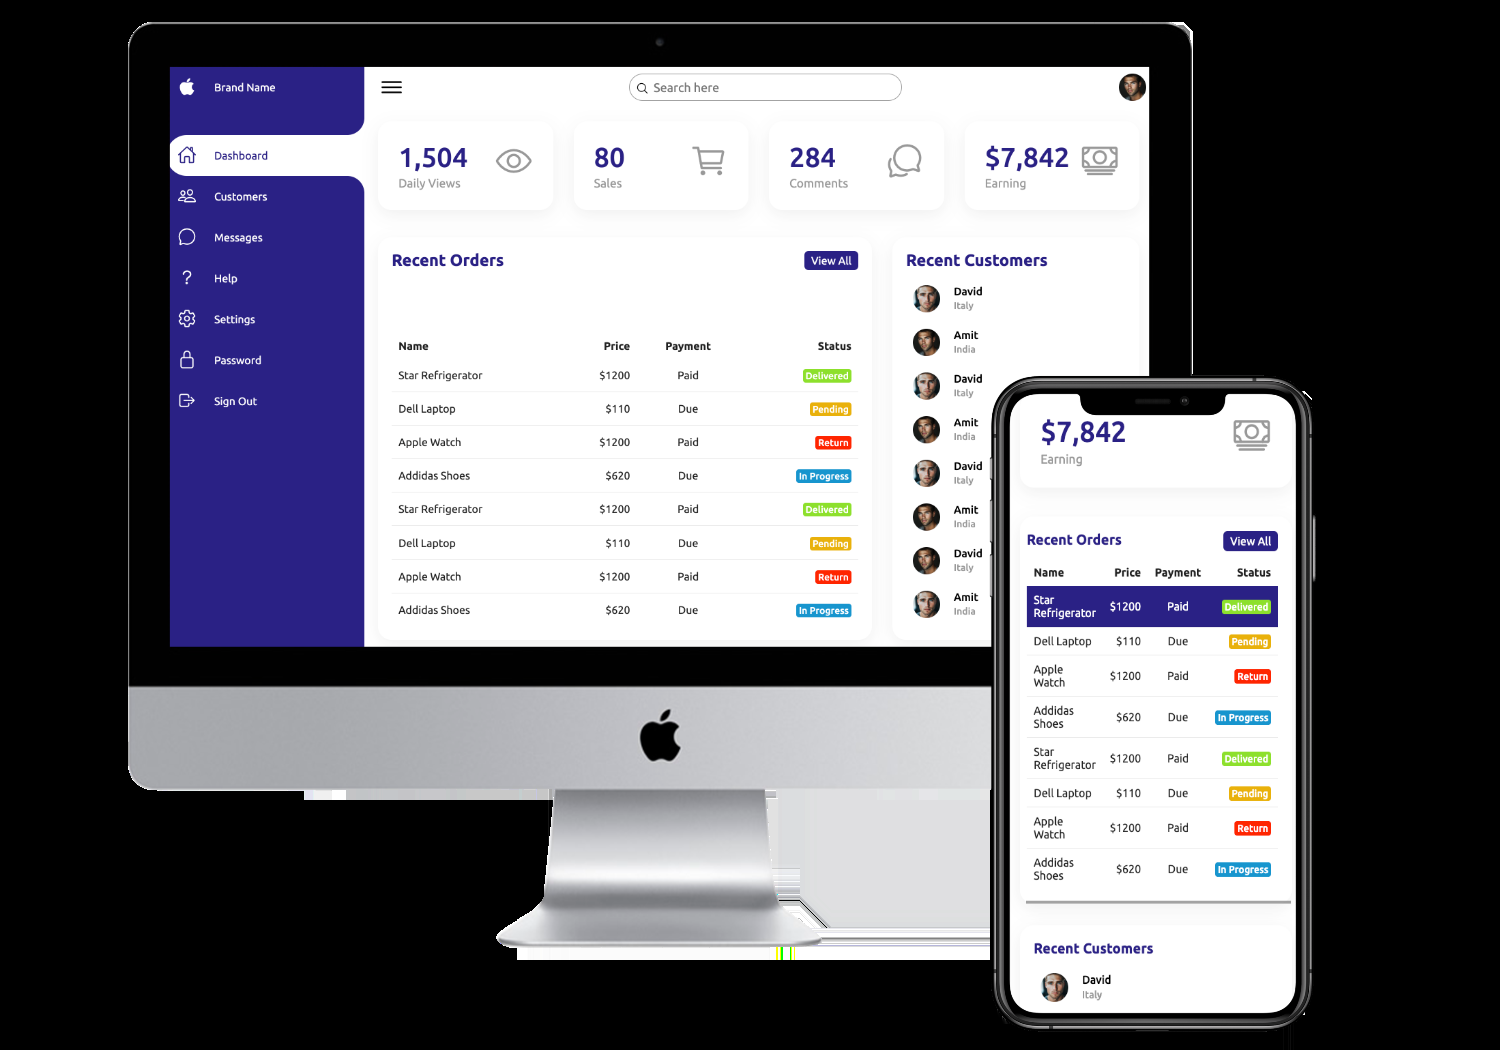 Brand Name
Search here
Dashboard
Customers
Messages
Help
Settings
Password
Sign Out
1,504
Daily Views
80
Sales
284
Comments
$7,842
Earning
Recent Orders
View All
Name Price Payment Status
Star Refrigerator $1200 Paid Delivered
Dell Laptop $110 Due Pending
Apple Watch $1200 Paid Return
Addidas Shoes $620 Due In Progress
Star Refrigerator $1200 Paid Delivered
Dell Laptop $110 Due Pending
Apple Watch $1200 Paid Return
Addidas Shoes $620 Due In Progress
Recent Customers
David
Italy
Amit
India
David
Italy
Amit
India
David
Italy
Amit
India
David
Italy
Amit
India
$7,842
Earning
Recent Orders
View All
Name Price Payment Status
Star
Refrigerator $1200 Paid Delivered
Dell Laptop $110 Due Pending
Apple
Watch $1200 Paid Return
Addidas
Shoes $620 Due In Progress
Star
Refrigerator $1200 Paid Delivered
Dell Laptop $110 Due Pending
Apple
Watch $1200 Paid Return
Addidas
Shoes $620 Due In Progress
Recent Customers
David
Italy